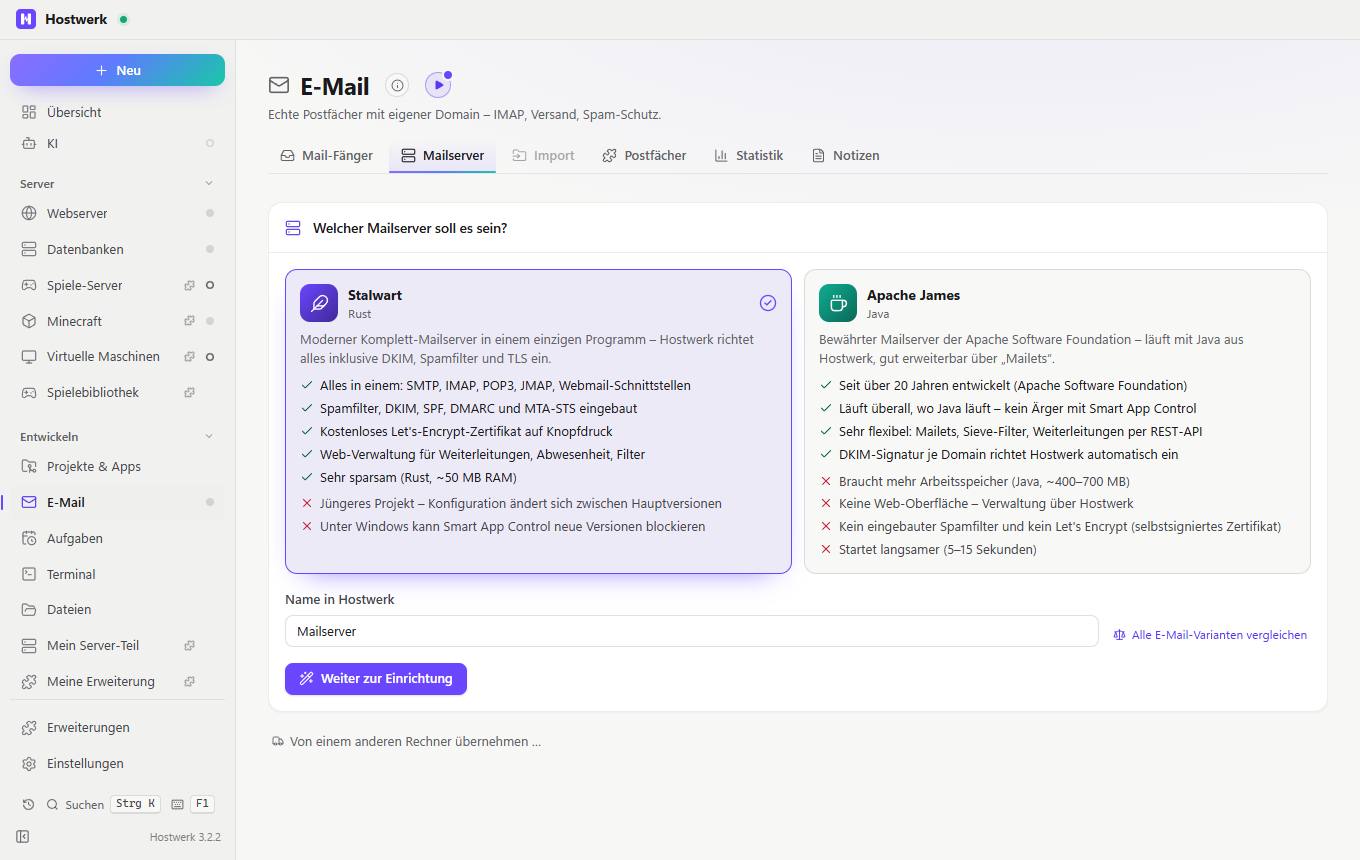 Hostwerk
Neu
Übersicht
KI
Server
Webserver
Datenbanken
Spiele-Server
Minecraft
Virtuelle Maschinen
Spielebibliothek
Entwickeln
Projekte & Apps
E-Mail
Aufgaben
Terminal
Dateien
Mein Server-Teil
Meine Erweiterung
Erweiterungen
Einstellungen
Suchen Strg K F1
Hostwerk 3.2.2
E-Mail
Echte Postfächer mit eigener Domain – IMAP, Versand, Spam-Schutz.
Mail-Fänger Mailserver Import Postfächer Statistik Notizen
Welcher Mailserver soll es sein?
Stalwart
Rust
Moderner Komplett-Mailserver in einem einzigen Programm – Hostwerk richtet
alles inklusive DKIM, Spamfilter und TLS ein.
Alles in einem: SMTP, IMAP, POP3, JMAP, Webmail-Schnittstellen
Spamfilter, DKIM, SPF, DMARC und MTA-STS eingebaut
Kostenloses Let's-Encrypt-Zertifikat auf Knopfdruck
Web-Verwaltung für Weiterleitungen, Abwesenheit, Filter
Sehr sparsam (Rust, ~50 MB RAM)
Jüngeres Projekt – Konfiguration ändert sich zwischen Hauptversionen
Unter Windows kann Smart App Control neue Versionen blockieren
Apache James
Java
Bewährter Mailserver der Apache Software Foundation – läuft mit Java aus
Hostwerk, gut erweiterbar über „Mailets“.
Seit über 20 Jahren entwickelt (Apache Software Foundation)
Läuft überall, wo Java läuft – kein Ärger mit Smart App Control
Sehr flexibel: Mailets, Sieve-Filter, Weiterleitungen per REST-API
DKIM-Signatur je Domain richtet Hostwerk automatisch ein
Braucht mehr Arbeitsspeicher (Java, ~400–700 MB)
Keine Web-Oberfläche – Verwaltung über Hostwerk
Kein eingebauter Spamfilter und kein Let's Encrypt (selbstsigniertes Zertifikat)
Startet langsamer (5–15 Sekunden)
Name in Hostwerk
Mailserver
Alle E-Mail-Varianten vergleichen
Weiter zur Einrichtung
Von einem anderen Rechner übernehmen ...